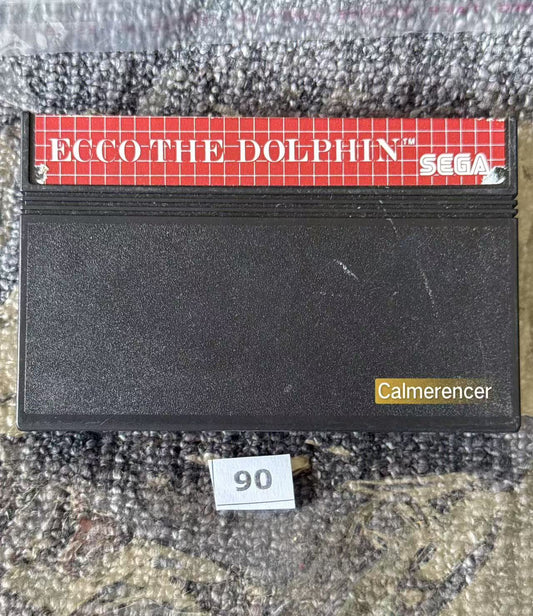 ECCO THE DOLPHIN™
SEGA
Calmerencer
90